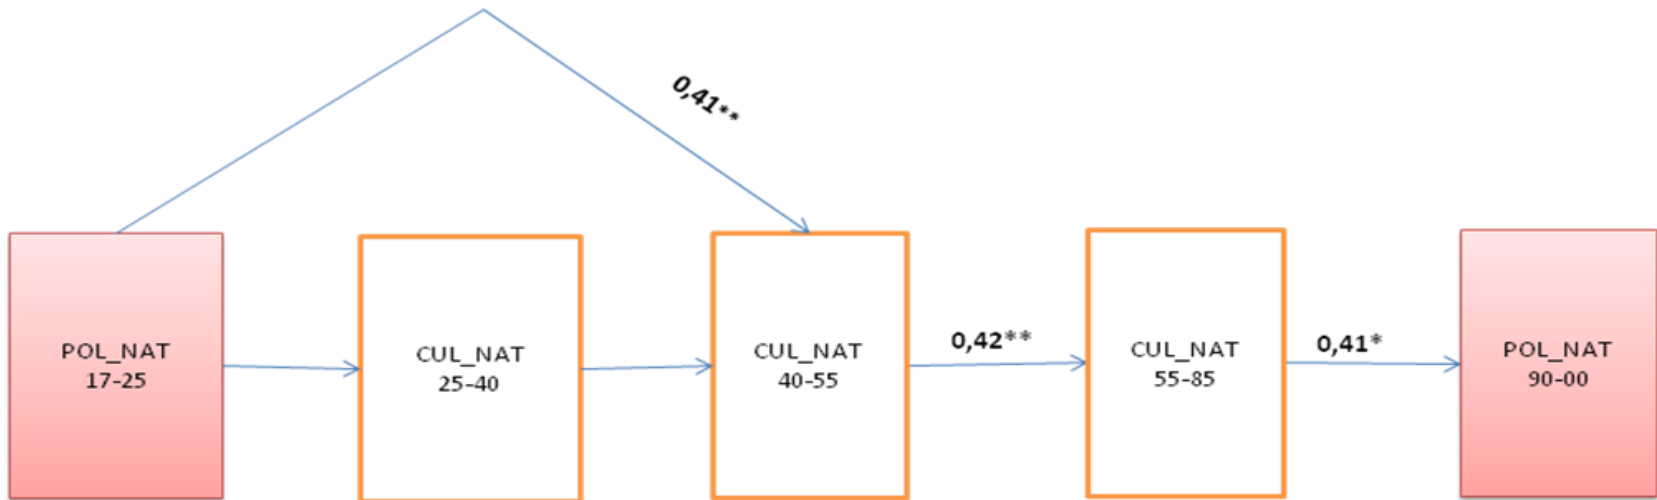 0,41**
POL_NAT
17-25
CUL_NAT
25-40
CUL_NAT
40-55
0,42**
CUL_NAT
55-85
0,41*
POL_NAT
90-00